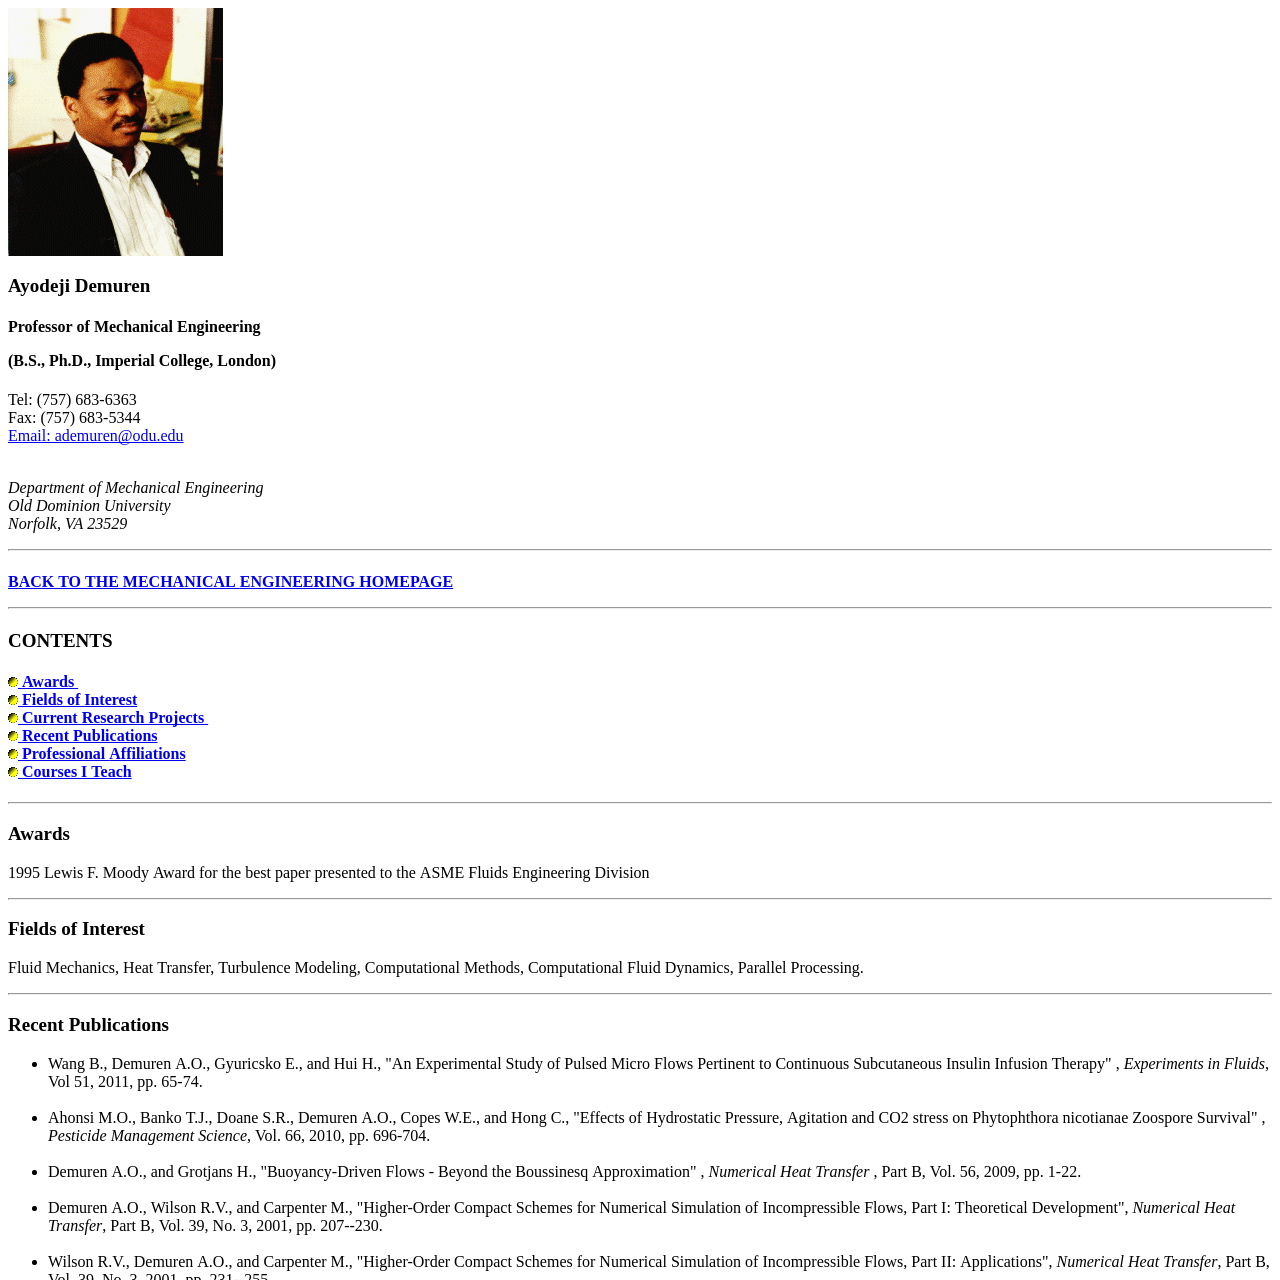 Ayodeji Demuren
Professor of Mechanical Engineering
(B.S., Ph.D., Imperial College, London)
Tel: (757) 683-6363
Fax: (757) 683-5344
Email: ademuren@odu.edu
Department of Mechanical Engineering
Old Dominion University
Norfolk, VA 23529
BACK TO THE MECHANICAL ENGINEERING HOMEPAGE
CONTENTS
Awards
Fields of Interest
Current Research Projects
Recent Publications
Professional Affiliations
Courses I Teach
Awards
1995 Lewis F. Moody Award for the best paper presented to the ASME Fluids Engineering Division
Fields of Interest
Fluid Mechanics, Heat Transfer, Turbulence Modeling, Computational Methods, Computational Fluid Dynamics, Parallel Processing.
Recent Publications
Wang B., Demuren A.O., Gyuricsko E., and Hui H., "An Experimental Study of Pulsed Micro Flows Pertinent to Continuous Subcutaneous Insulin Infusion Therapy" , Experiments in Fluids,
Vol 51, 2011, pp. 65-74.
Ahonsi M.O., Banko T.J., Doane S.R., Demuren A.O., Copes W.E., and Hong C., "Effects of Hydrostatic Pressure, Agitation and CO2 stress on Phytophthora nicotianae Zoospore Survival" ,
Pesticide Management Science, Vol. 66, 2010, pp. 696-704.
Demuren A.O., and Grotjans H., "Buoyancy-Driven Flows - Beyond the Boussinesq Approximation" , Numerical Heat Transfer , Part B, Vol. 56, 2009, pp. 1-22.
Demuren A.O., Wilson R.V., and Carpenter M., "Higher-Order Compact Schemes for Numerical Simulation of Incompressible Flows, Part I: Theoretical Development", Numerical Heat
Transfer, Part B, Vol. 39, No. 3, 2001, pp. 207--230.
Wilson R.V., Demuren A.O., and Carpenter M., "Higher-Order Compact Schemes for Numerical Simulation of Incompressible Flows, Part II: Applications", Numerical Heat Transfer, Part B,
Vol. 39, No. 3, 2001, pp. 231--255.